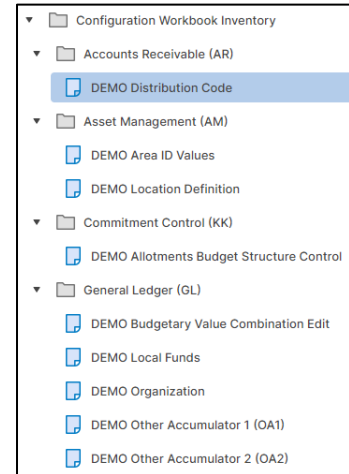 Configuration Workbook Inventory
Accounts Receivable (AR)
DEMO Distribution Code
Asset Management (AM)
DEMO Area ID Values
DEMO Location Definition
Commitment Control (KK)
DEMO Allotments Budget Structure Control
General Ledger (GL)
DEMO Budgetary Value Combination Edit
DEMO Local Funds
DEMO Organization
DEMO Other Accumulator 1 (OA1)
DEMO Other Accumulator 2 (OA2)